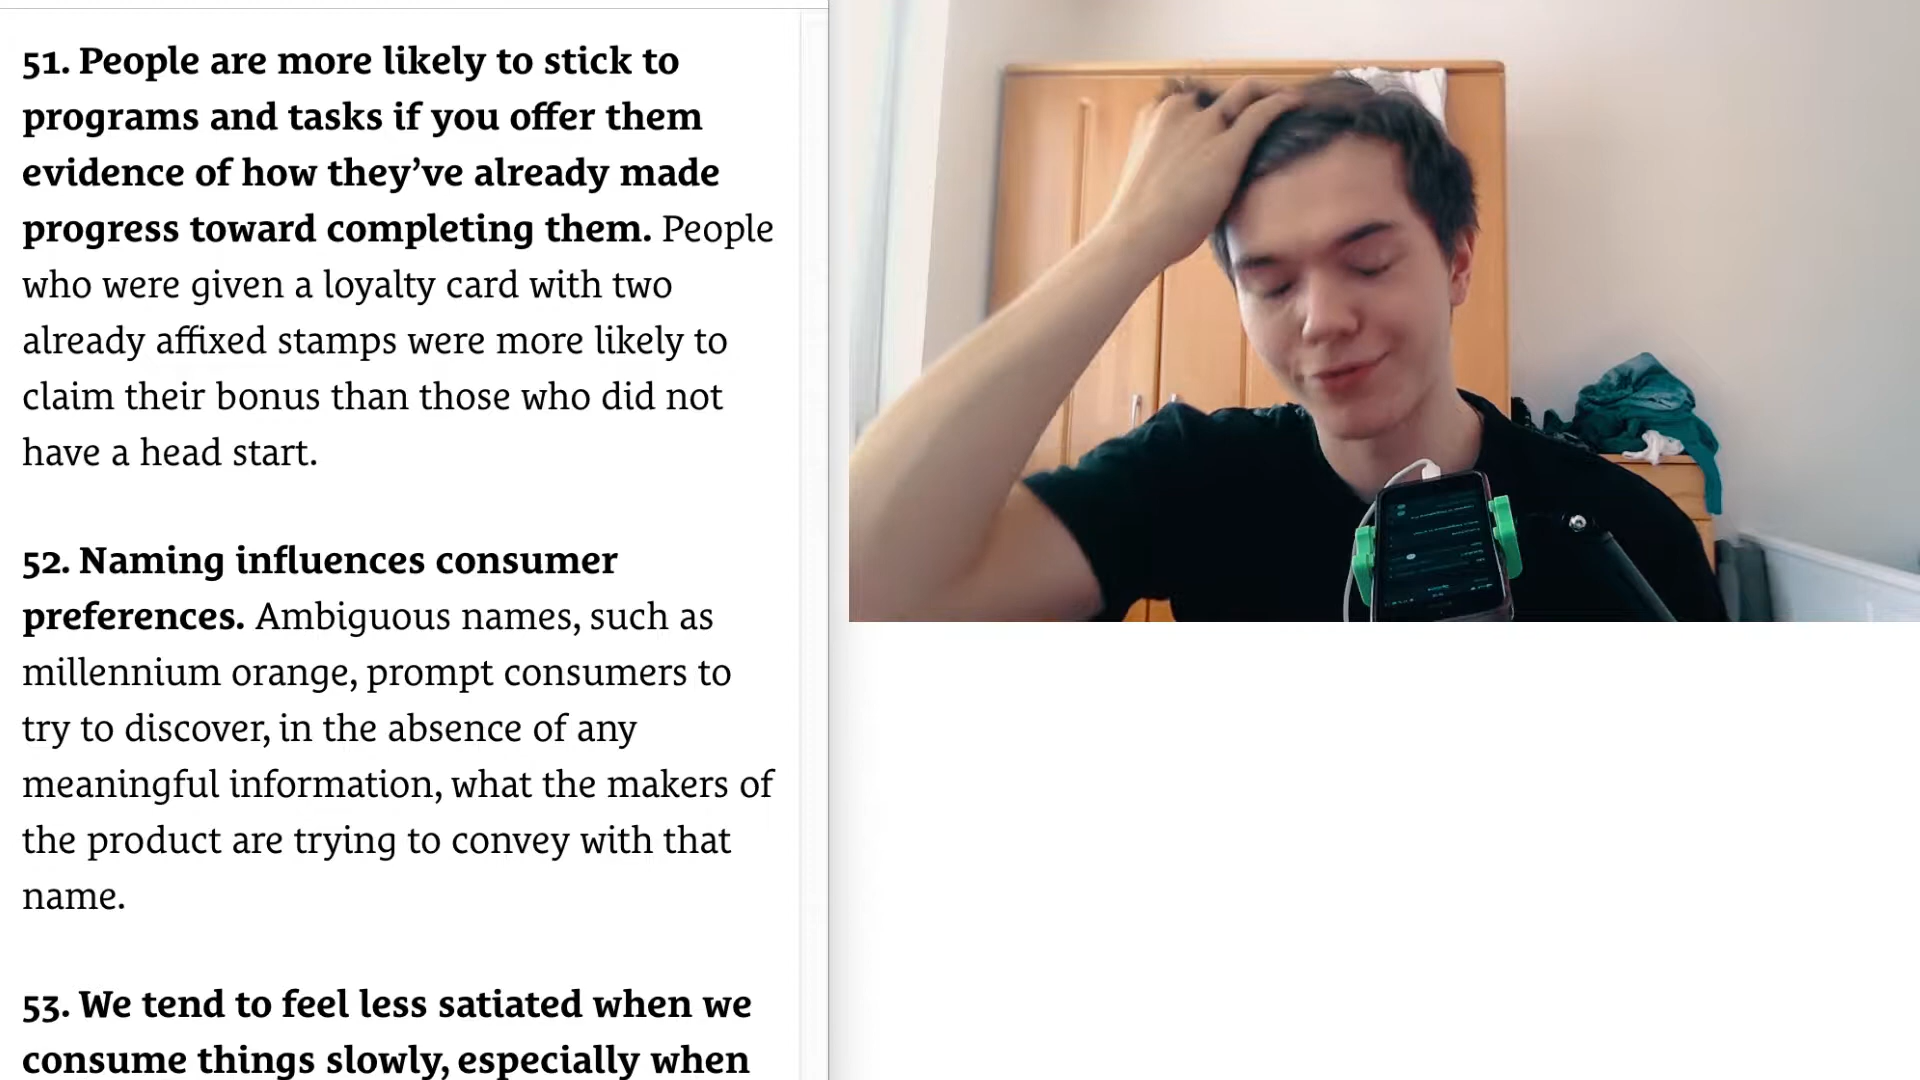 51. People are more likely to stick to
programs and tasks if you offer them
evidence of how they’ve already made
progress toward completing them. People
who were given a loyalty card with two
already affixed stamps were more likely to
claim their bonus than those who did not
have a head start.
52. Naming influences consumer
preferences. Ambiguous names, such as
millennium orange, prompt consumers to
try to discover, in the absence of any
meaningful information, what the makers of
the product are trying to convey with that
name.
53. We tend to feel less satiated when we
consume things slowly, especially when